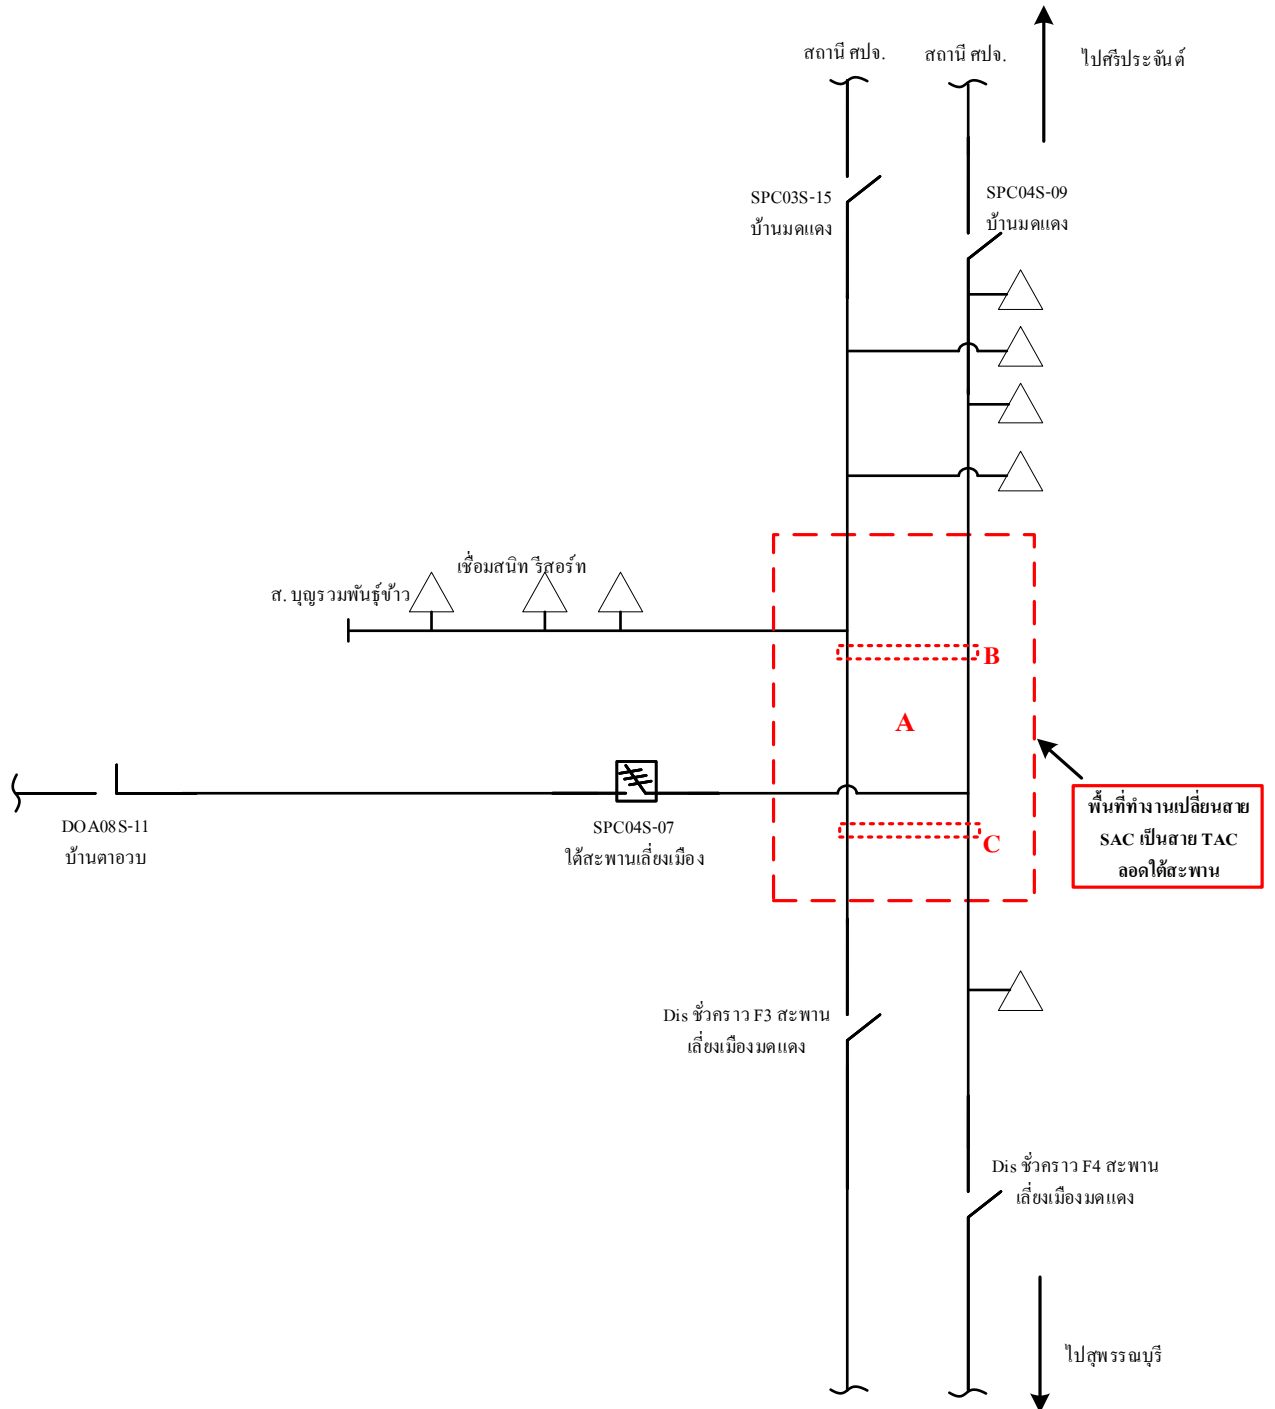 สถานี ศปจ.
สถานี ศปจ.
ไปศรีประจันต์
SPC03S-15
บ้านมดแดง
SPC04S-09
บ้านมดแดง
เชื่อมสนิท รีสอร์ท
ส. บุญรวมพันธุ์ข้าว
B
A
DOA08S-11
บ้านตาอวบ
SPC04S-07
ใต้สะพานเลี่ยงเมือง
C
พื้นที่ทำงานเปลี่ยนสาย
SAC เป็นสาย TAC
ลอดใต้สะพาน
Dis ชั่วคราว F3 สะพาน
เลี่ยงเมืองมดแดง
Dis ชั่วคราว F4 สะพาน
เลี่ยงเมืองมดแดง
ไปสุพรรณบุรี